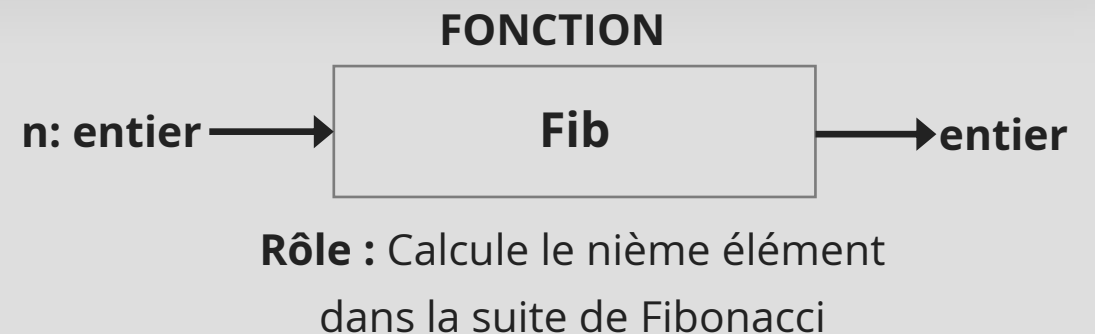 FONCTION
n: entier
Fib
entier
Rôle : Calcule le nième élément
dans la suite de Fibonacci